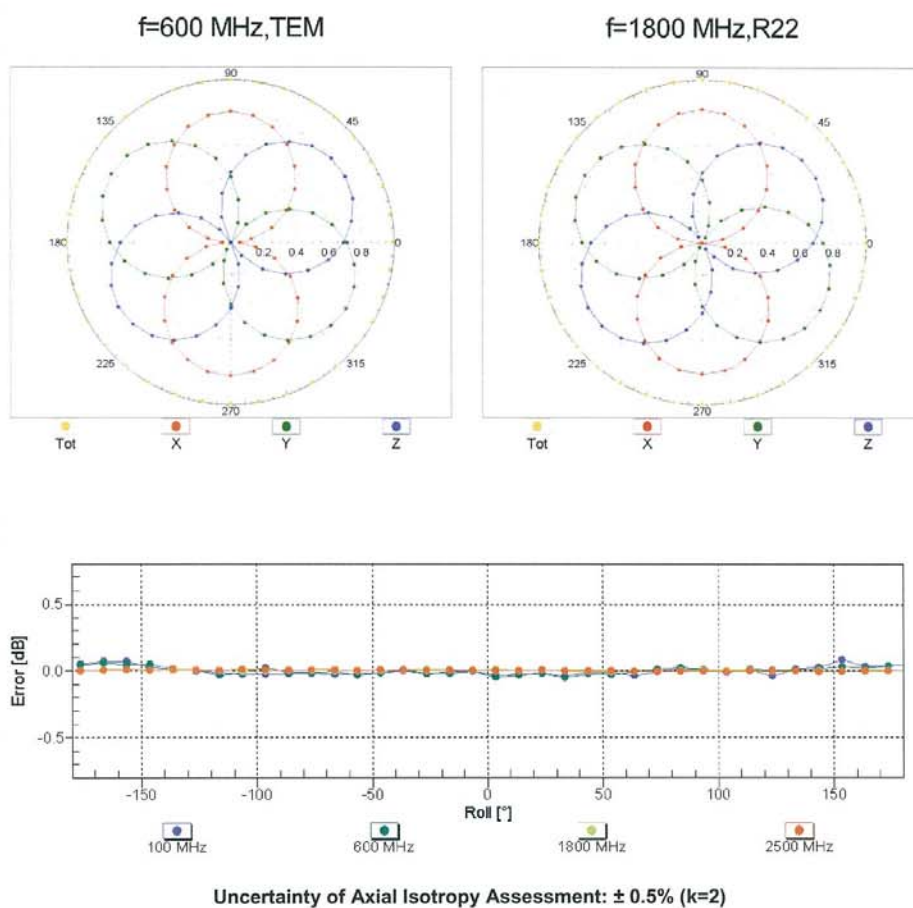 f=600 MHz,TEM
f=1800 MHz,R22
90
135
45
180
0.2 0.4 0.6 0.8
0
225
315
270
Tot
X
Y
Z
90
135
45
180
0.2 0.4 0.6 0.8
0
225
315
270
Tot
X
Y
Z
Error [dB]
0.5
0.0
-0.5
-150
-100
-50
0
50
100
150
Roll [°]
100 MHz
600 MHz
1800 MHz
2500 MHz
Uncertainty of Axial Isotropy Assessment: ± 0.5% (k=2)